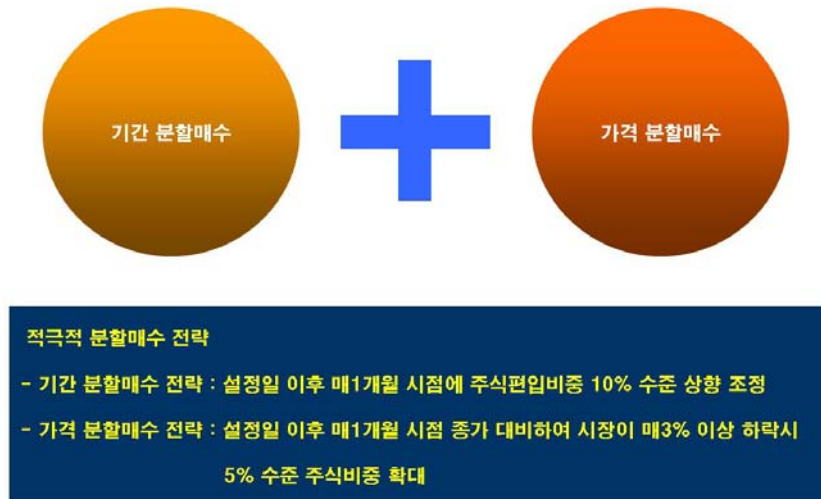 기간 분할매수
가격 분할매수
적극적 분할매수 전략
- 기간 분할매수 전략 : 설정일 이후 매1개월 시점에 주식편입비중 10% 수준 상향 조정
- 가격 분할매수 전략 : 설정일 이후 매1개월 시점 종가 대비하여 시장이 매3% 이상 하락시
5% 수준 주식비중 확대